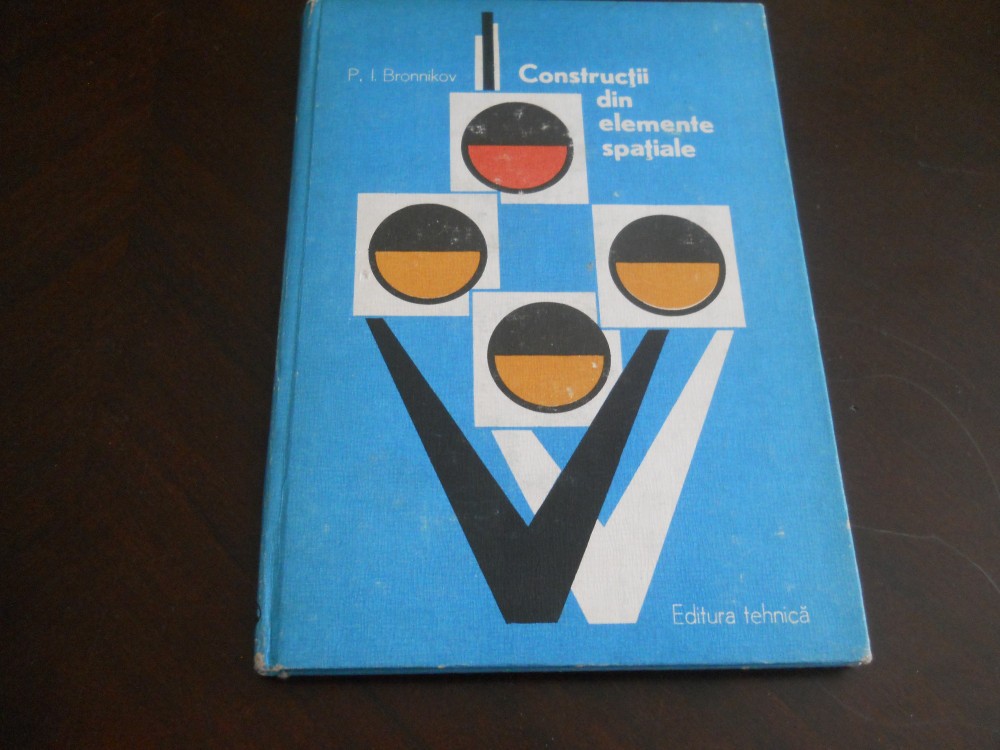 P. I. Bronnikov
Construcții
din
elemente
spațiale
Editura tehnică